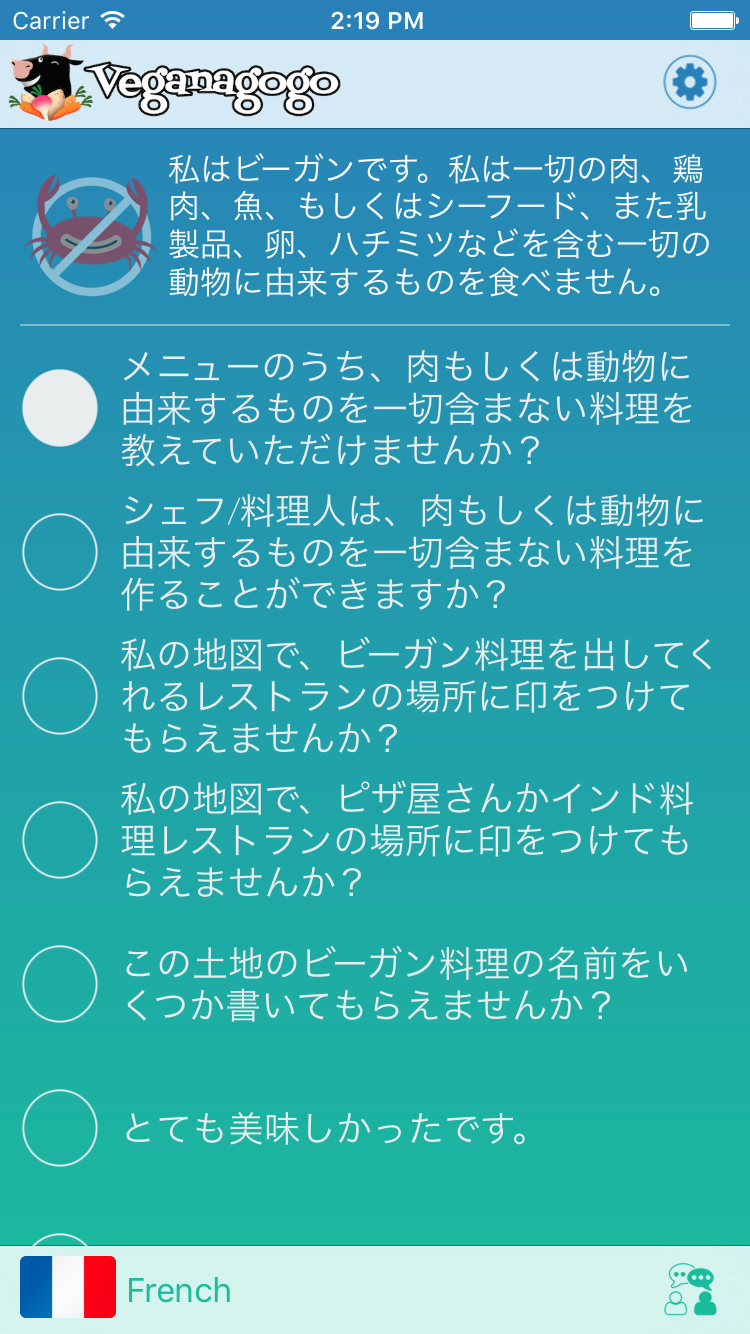 Carrier
2:19 PM
Veganagogo
私はビーガンです。私は一切の肉、鶏
肉、魚、もしくはシーフード、また乳
製品、卵、ハチミツなどを含む一切の
動物に由来するものを食べません。
メニューのうち、肉もしくは動物に
由来するものを一切含まない料理を
教えていただけませんか？
シェフ/料理人は、肉もしくは動物に
由来するものを一切含まない料理を
作ることができますか？
私の地図で、ビーガン料理を出してく
れるレストランの場所に印をつけて
もらえませんか？
私の地図で、ピザ屋さんかインド料
理レストランの場所に印をつけても
らえませんか？
この土地のビーガン料理の名前をい
くつか書いてもらえませんか？
とても美味しかったです。
French